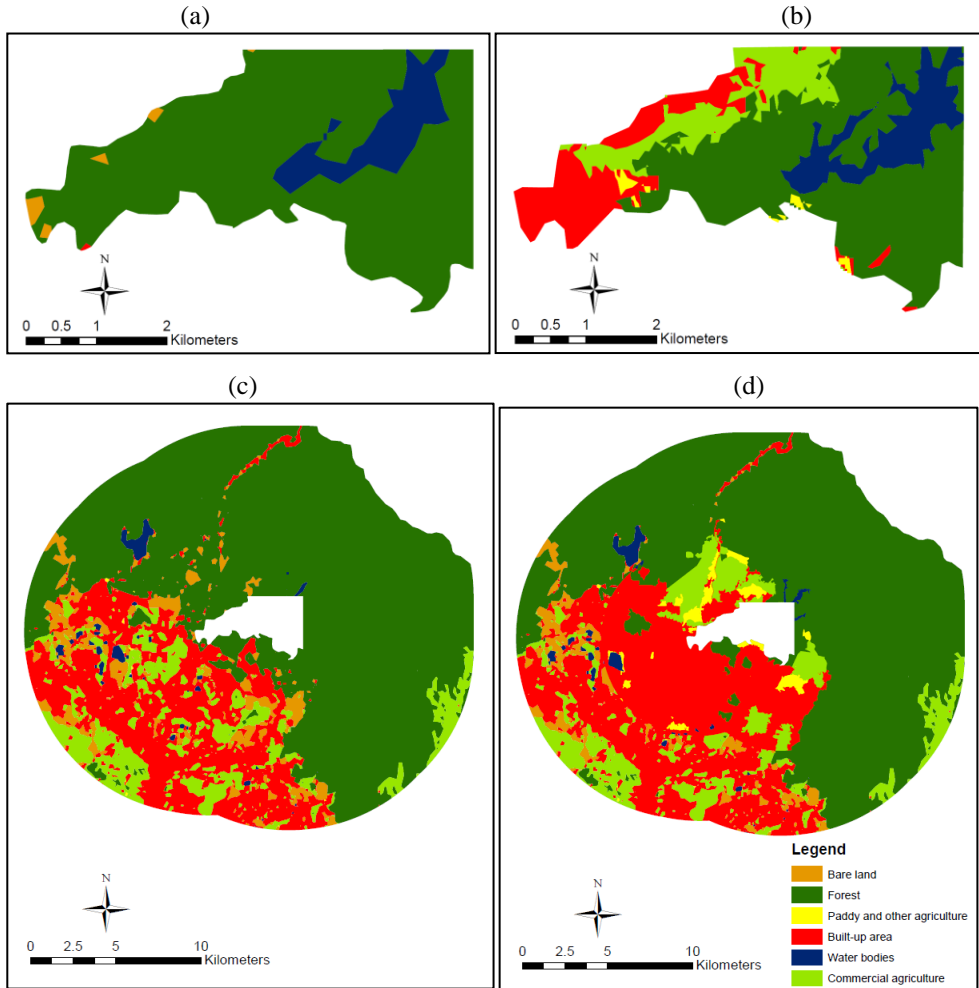 (a)
(b)
N
0 0.5 1 2
Kilometers
N
0 0.5 1 2
Kilometers
(c)
(d)
N
0 2.5 5 10
Kilometers
N
0 2.5 5 10
Kilometers
Legend
Bare land
Forest
Paddy and other agriculture
Built-up area
Water bodies
Commercial agriculture